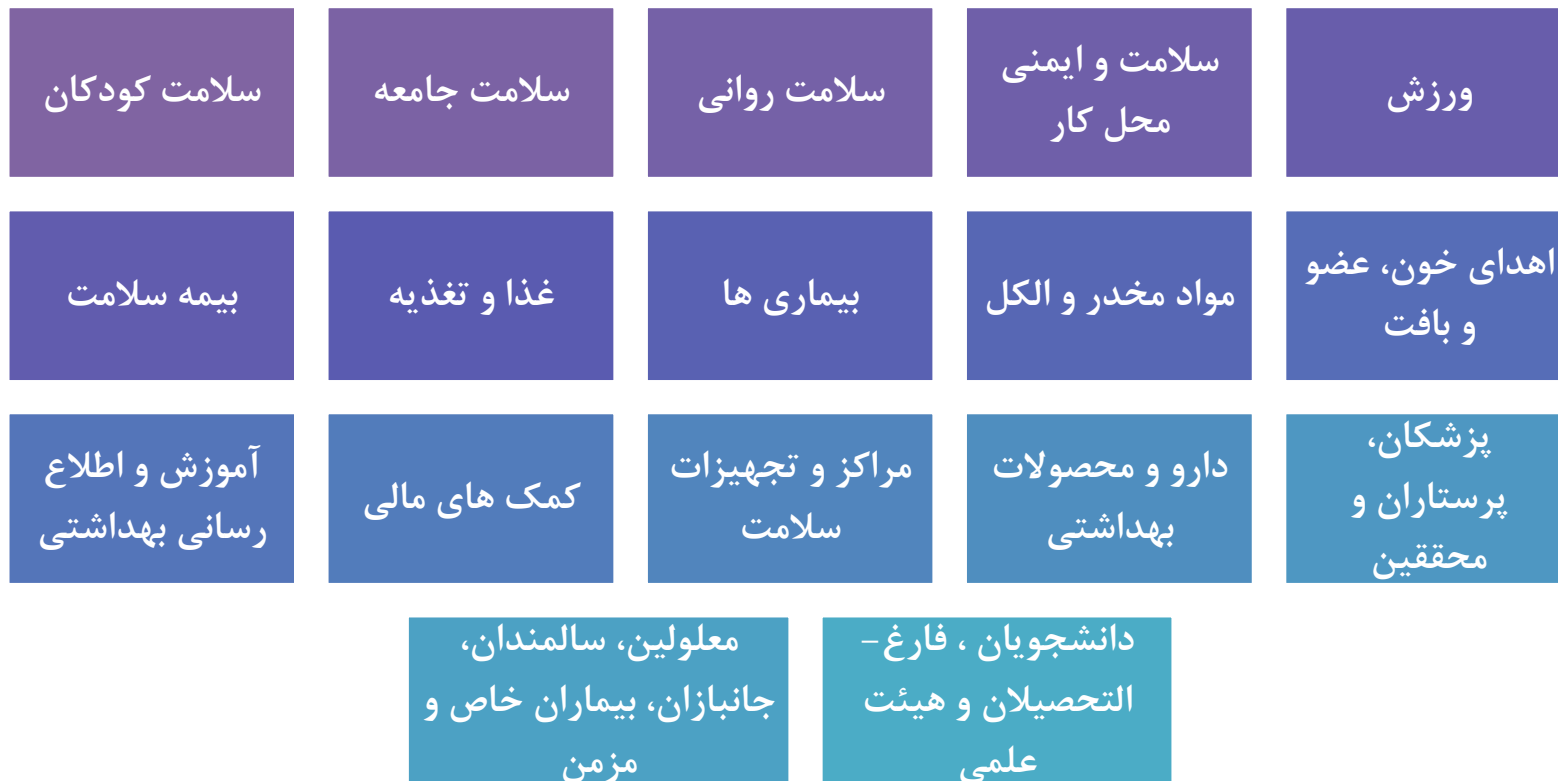 ورزش
سلامت و ایمنی
محل کار
سلامت روانی
سلامت جامعه
سلامت کودکان
اهدای خون، عضو
و بافت
مواد مخدر و الکل
بیماری ها
غذا و تغذیه
بیمه سلامت
پزشکان،
پرستاران و
محققین
دارو و محصولات
بهداشتی
مراکز و تجهیزات
سلامت
کمک های مالی
آموزش و اطلاع
رسانی بهداشتی
دانشجویان ، فارغ-
التحصیلان و هیئت
علمی
معلولین، سالمندان،
جانبازان، بیماران خاص و
مزمن